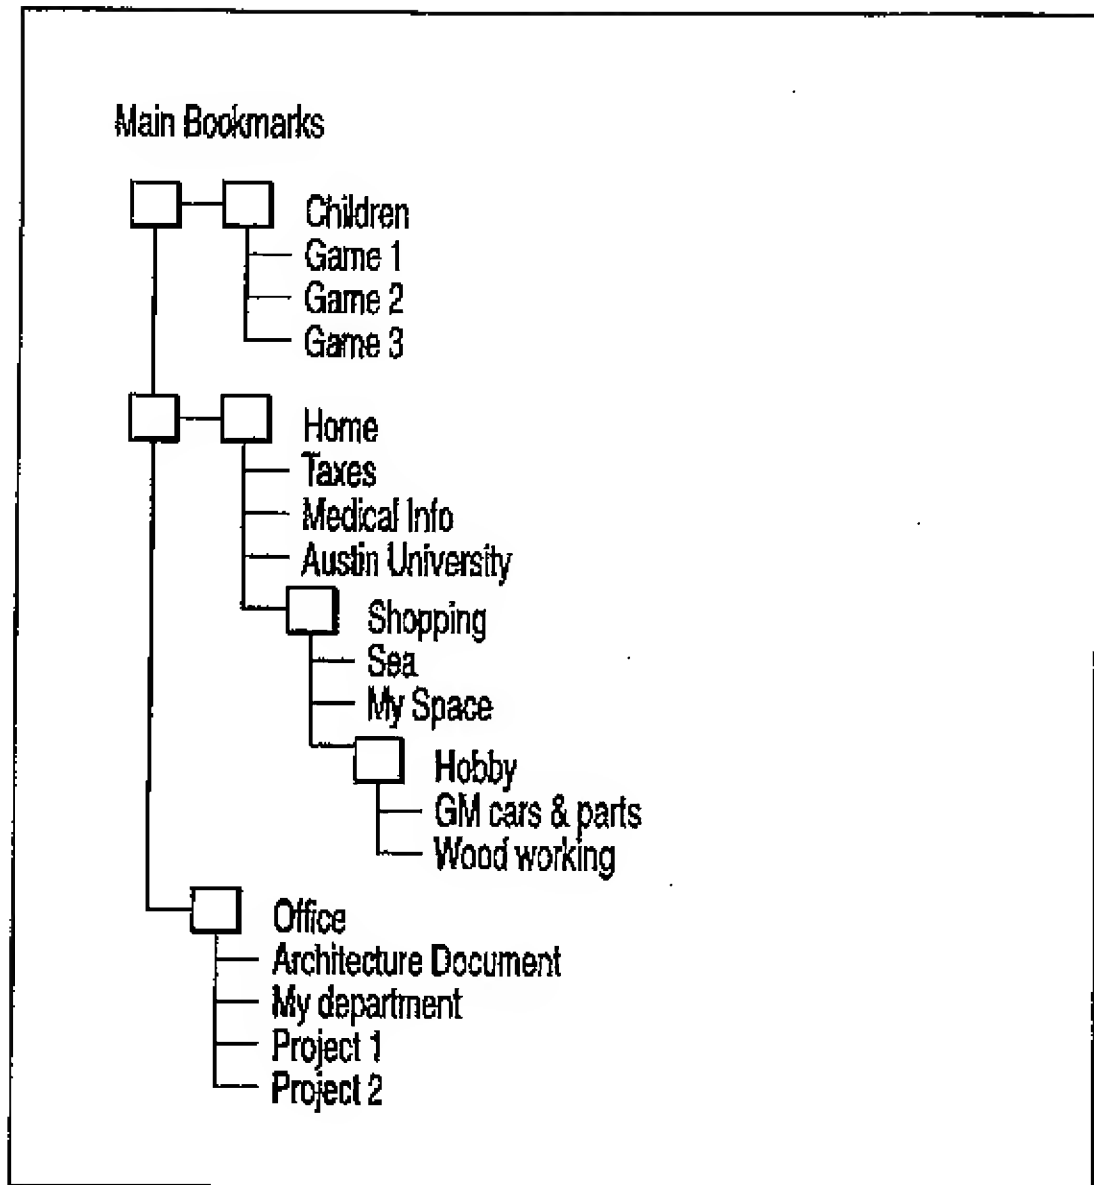 Main Bookmarks
Children
Game 1
Game 2
Game 3
Home
Taxes
Medical Info
Austin University
Shopping
Sea
My Space
Hobby
GM cars & parts
Wood working
Office
Architecture Document
My department
Project 1
Project 2